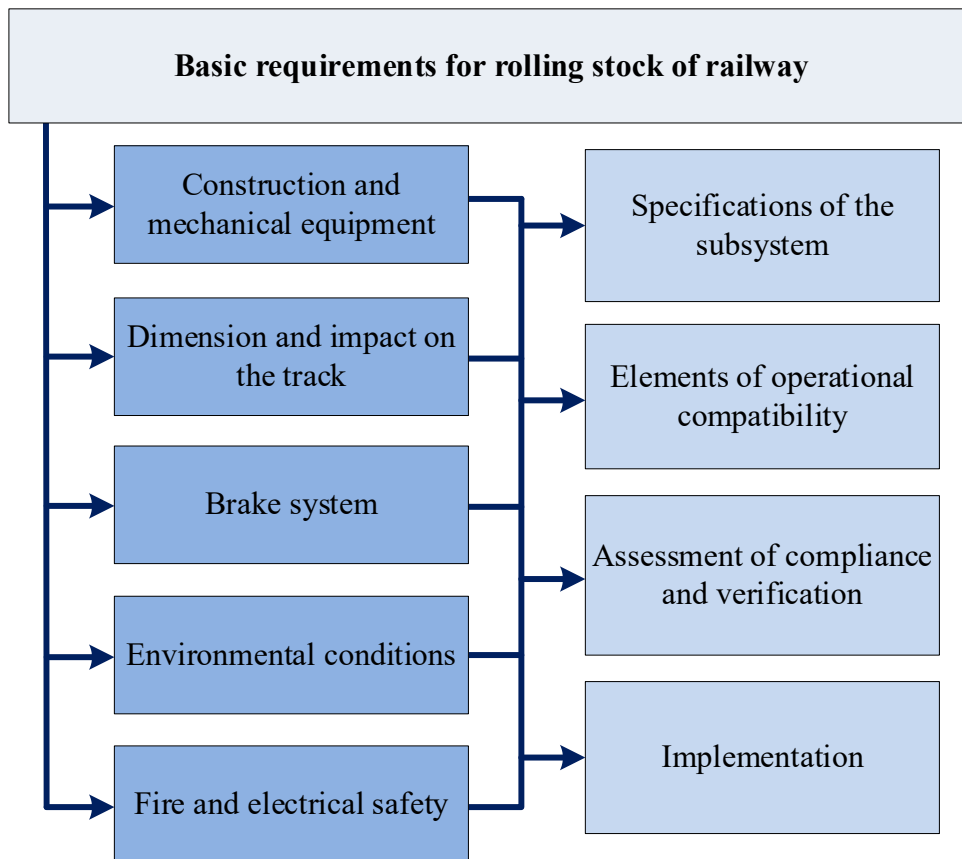 Basic requirements for rolling stock of railway
Construction and
mechanical equipment
Dimension and impact on
the track
Brake system
Environmental conditions
Fire and electrical safety
Specifications of the
subsystem
Elements of operational
compatibility
Assessment of compliance
and verification
Implementation